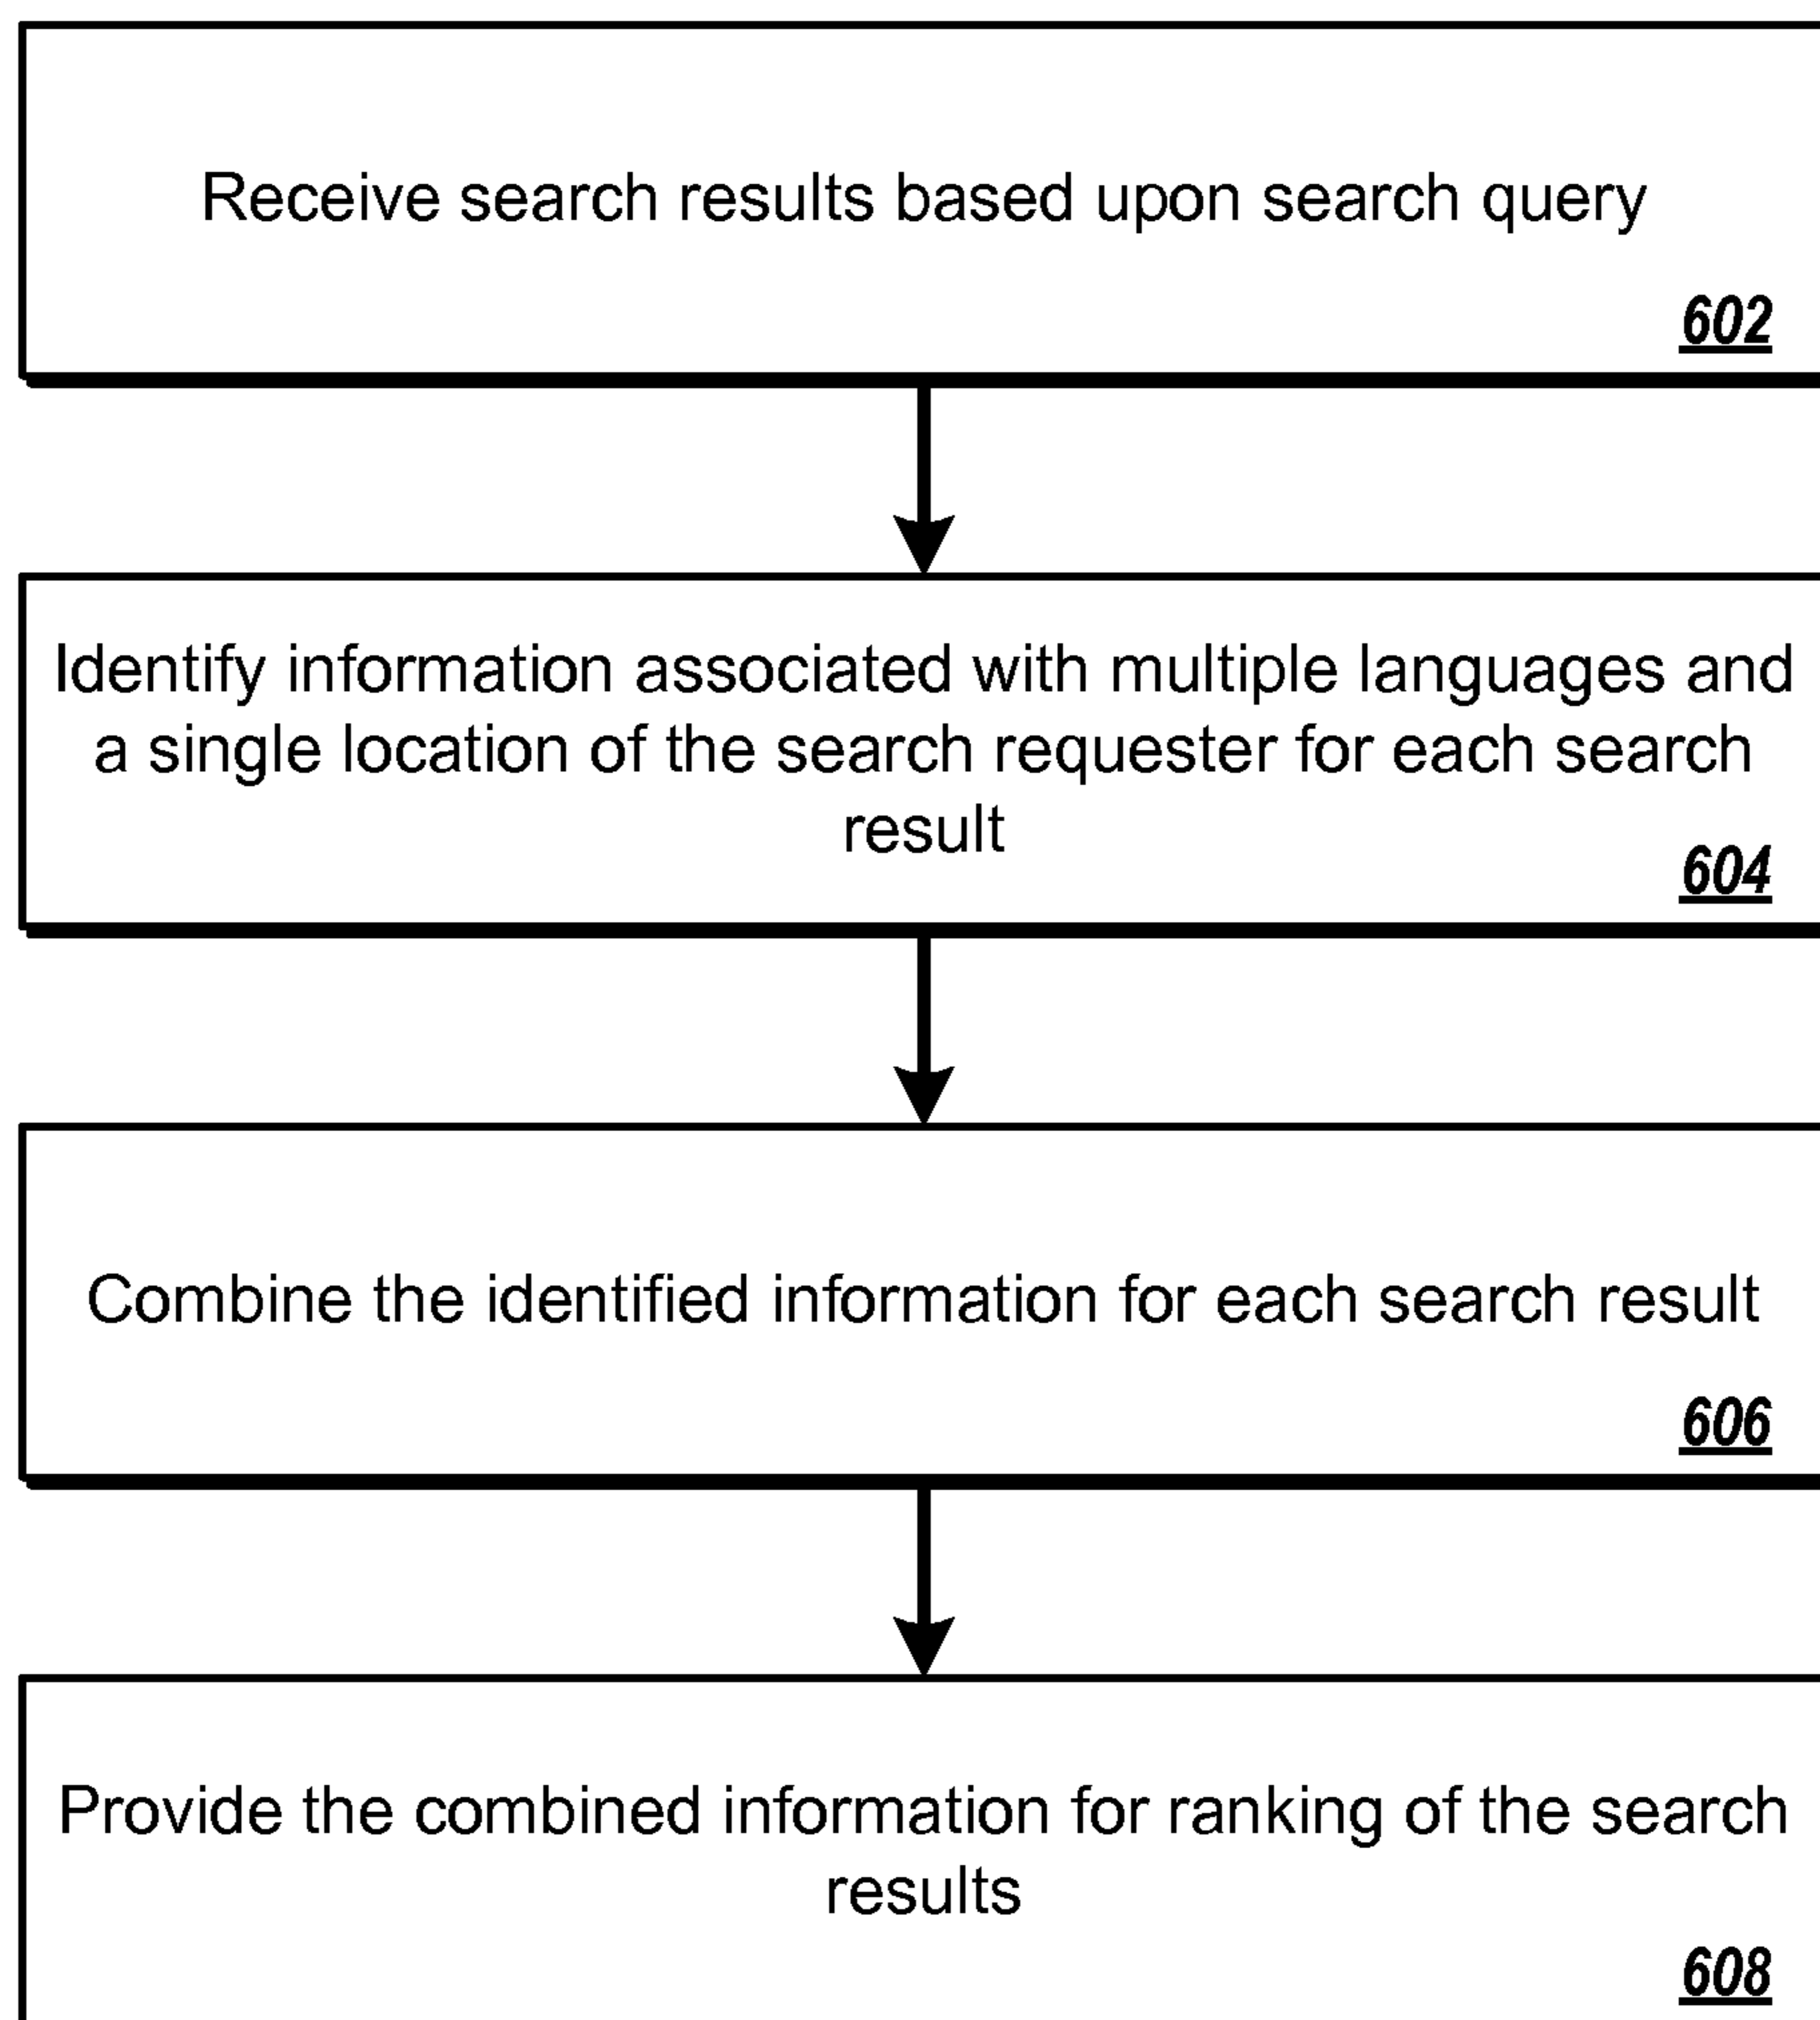 Receive search results based upon search query
602
Identify information associated with multiple languages and
a single location of the search requester for each search
result
604
Combine the identified information for each search result
606
Provide the combined information for ranking of the search
results
608